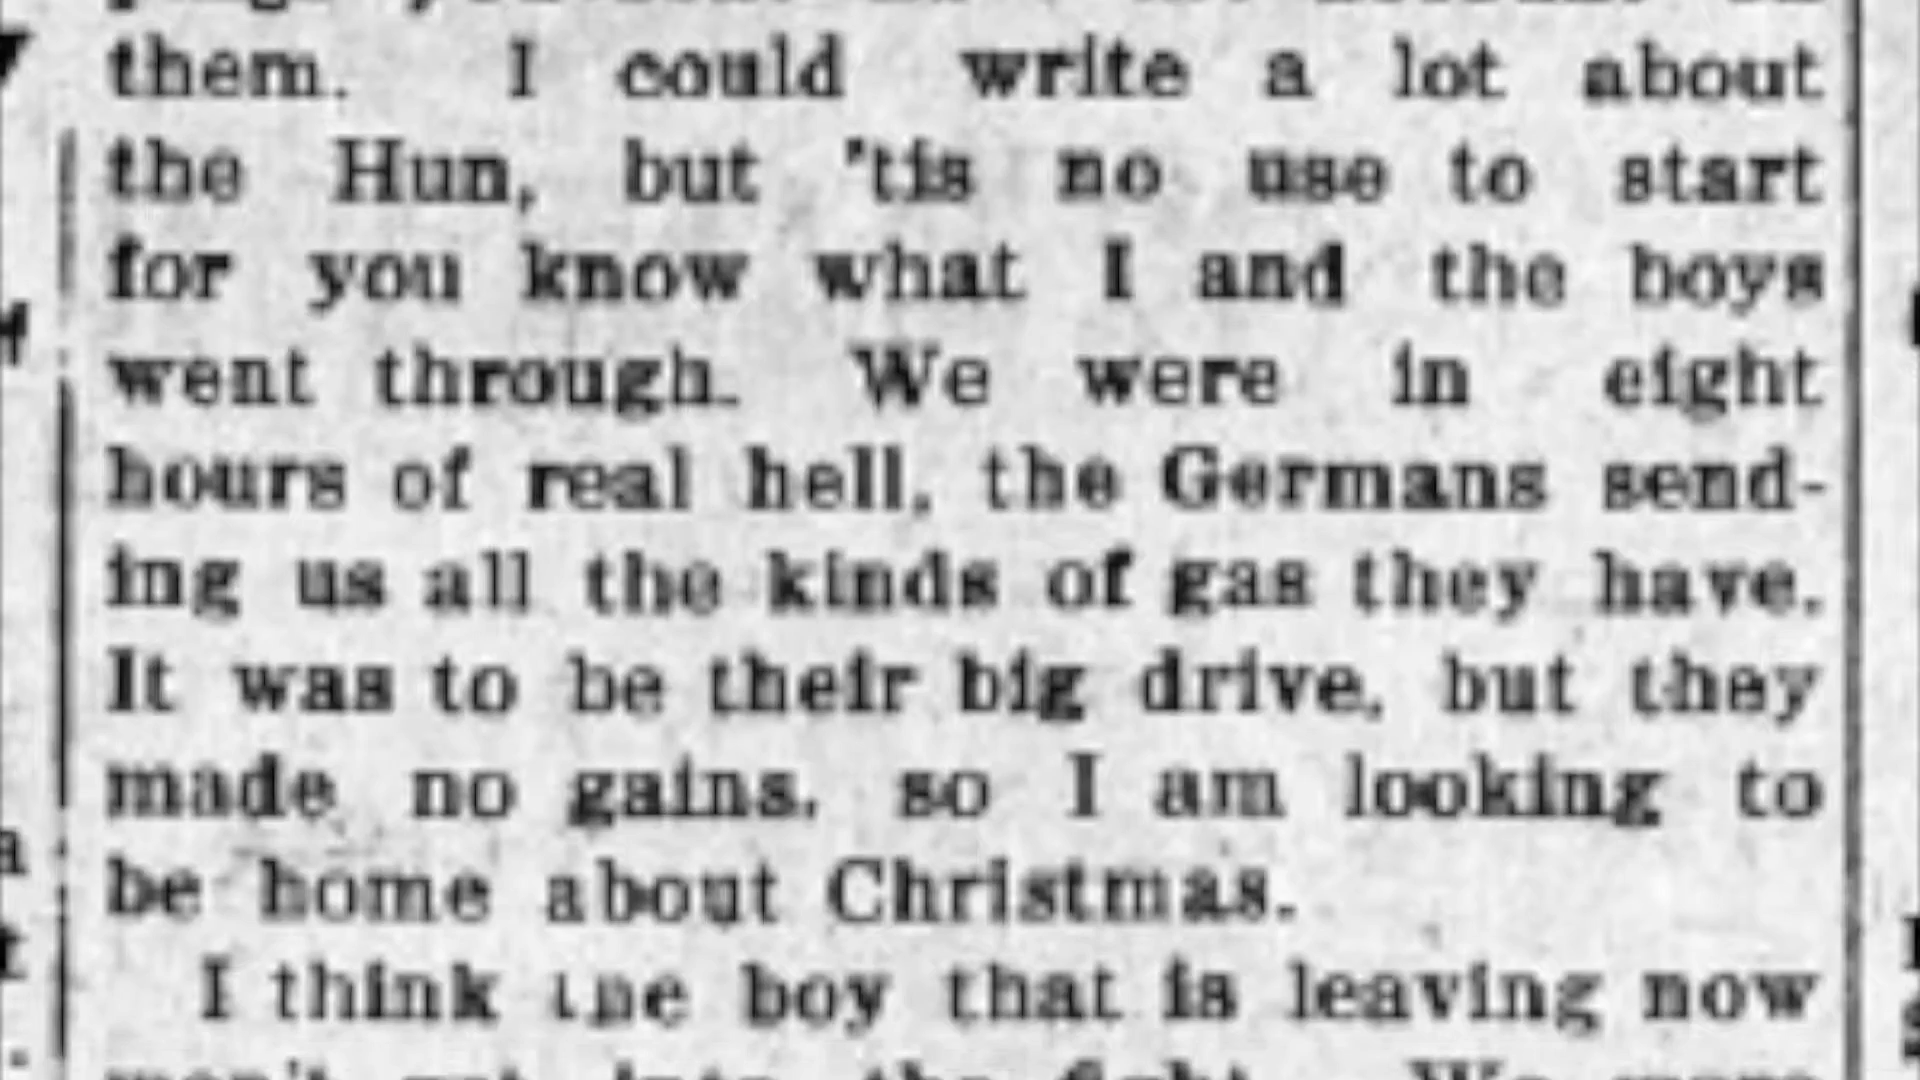 them. I could write a lot about
the Hun, but 'tis no use to start
for you know what I and the boys
went through. We were in eight
hours of real hell, the Germans send-
ing us all the kinds of gas they have.
It was to be their big drive, but they
made no gains, so I am looking to
be home about Christmas.
I think the boy that is leaving now